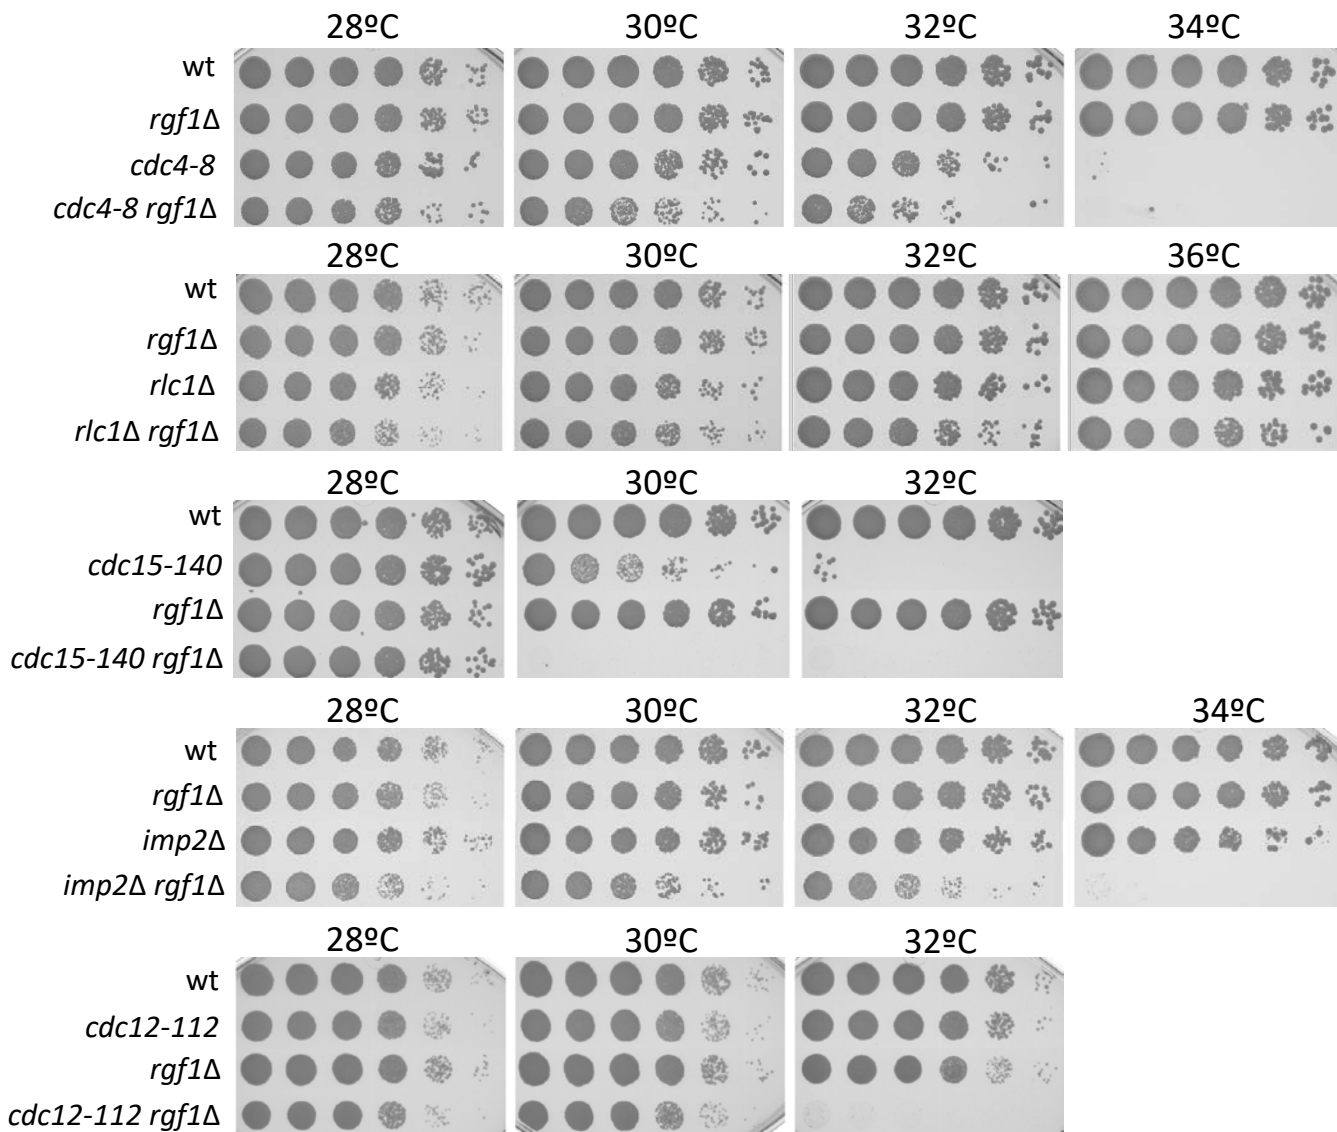 28ºC 30ºC 32ºC 34ºC
wt
rgf1Δ
cdc4-8
cdc4-8 rgf1Δ
28ºC 30ºC 32ºC 36ºC
wt
rgf1Δ
rlc1Δ
rlc1Δ rgf1Δ
28ºC 30ºC 32ºC
wt
cdc15-140
rgf1Δ
cdc15-140 rgf1Δ
28ºC 30ºC 32ºC 34ºC
wt
rgf1Δ
imp2Δ
imp2Δ rgf1Δ
28ºC 30ºC 32ºC
wt
cdc12-112
rgf1Δ
cdc12-112 rgf1Δ